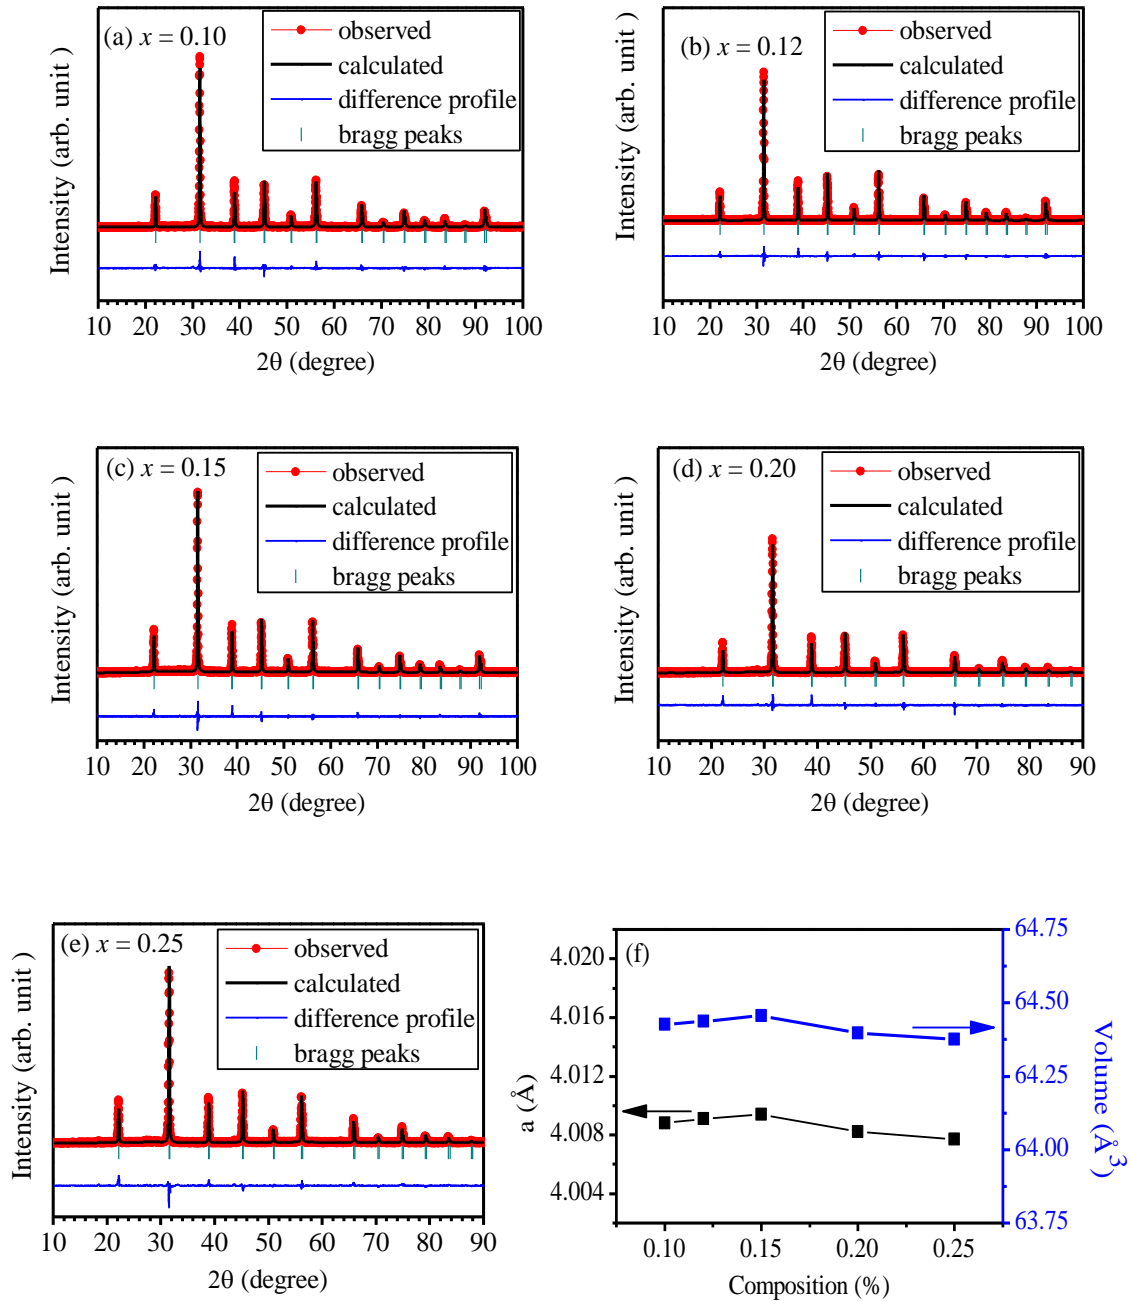 (a) x = 0.10
observed
calculated
difference profile
bragg peaks
Intensity (arb. unit )
10 20 30 40 50 60 70 80 90 100
2θ (degree)
(b) x = 0.12
observed
calculated
difference profile
bragg peaks
Intensity (arb. unit )
10 20 30 40 50 60 70 80 90 100
2θ (degree)
(c) x = 0.15
observed
calculated
difference profile
bragg peaks
Intensity (arb. unit )
10 20 30 40 50 60 70 80 90 100
2θ (degree)
(d) x = 0.20
observed
calculated
difference profile
bragg peaks
Intensity (arb. unit )
10 20 30 40 50 60 70 80 90
2θ (degree)
(e) x = 0.25
observed
calculated
difference profile
bragg peaks
Intensity (arb. unit )
10 20 30 40 50 60 70 80 90
2θ (degree)
(f)
4.020
4.016
4.012
4.008
4.004
a (Å)
64.75
64.50
64.25
64.00
63.75
Volume (Å3)
0.10 0.15 0.20 0.25
Composition (%)